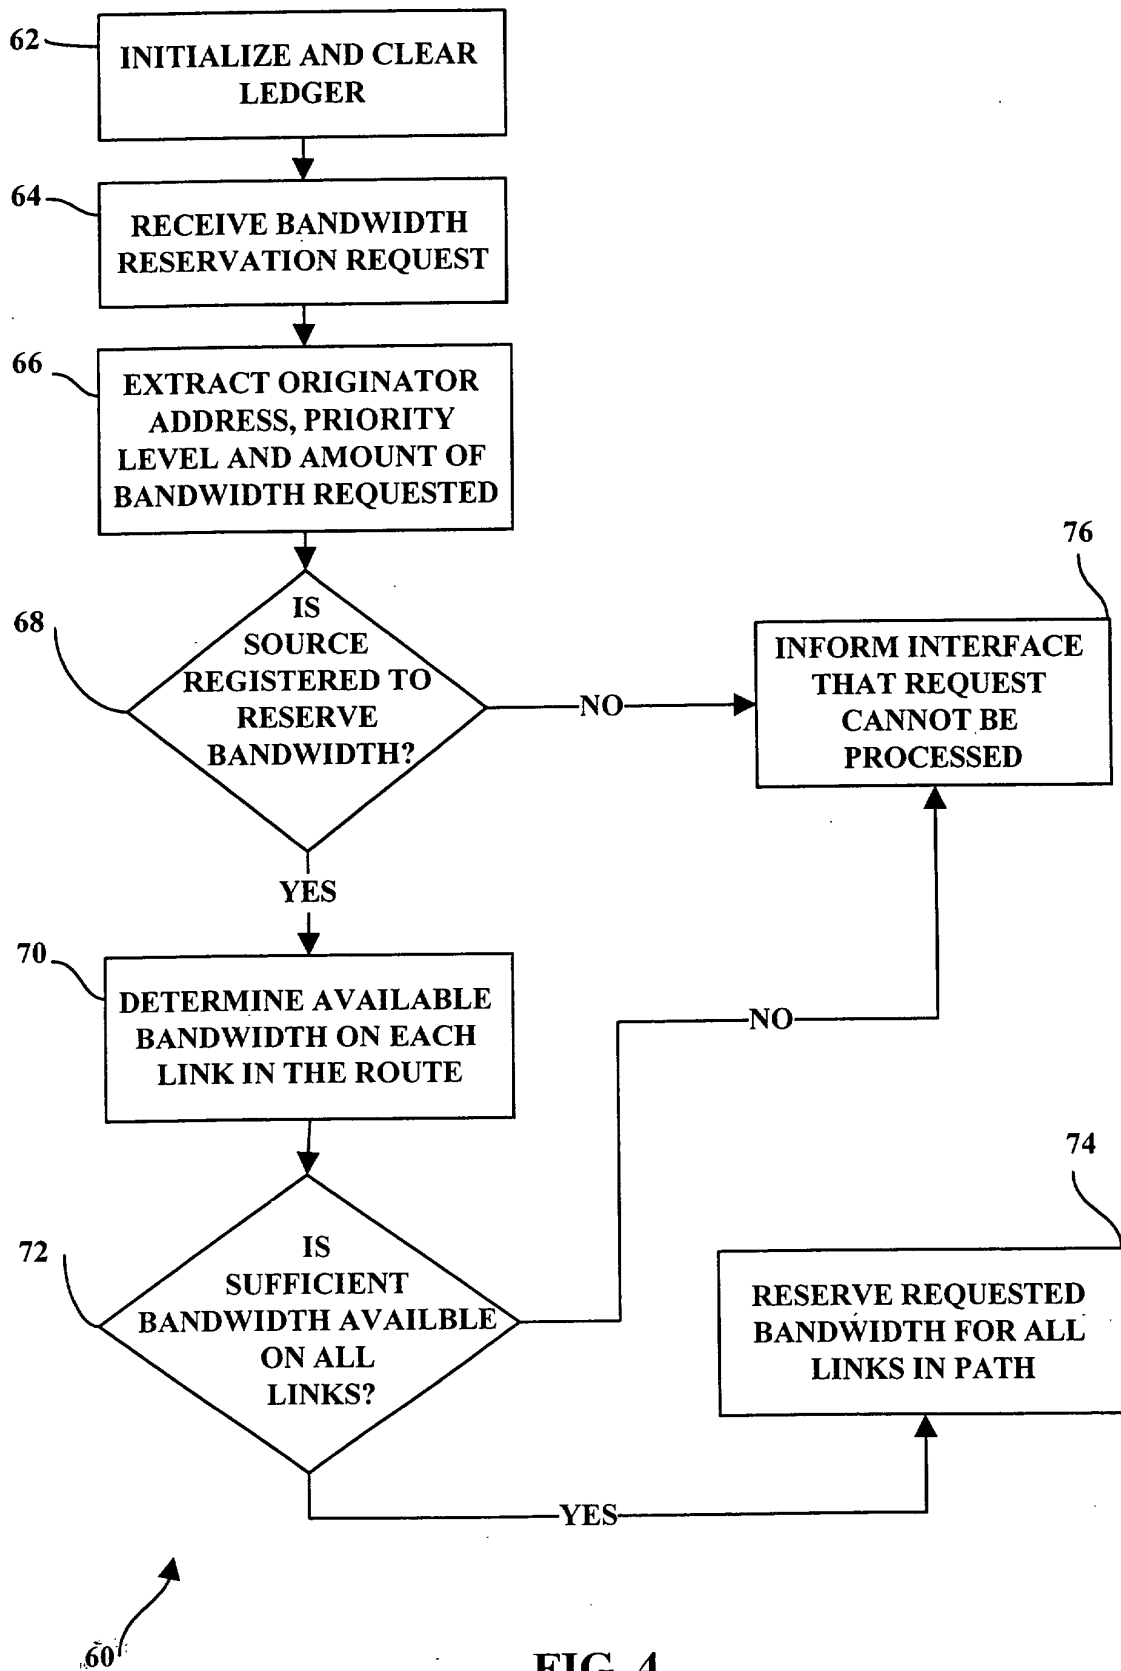 62
INITIALIZE AND CLEAR
LEDGER
64
RECEIVE BANDWIDTH
RESERVATION REQUEST
66
EXTRACT ORIGINATOR
ADDRESS, PRIORITY
LEVEL AND AMOUNT OF
BANDWIDTH REQUESTED
68
IS
SOURCE
REGISTERED TO
RESERVE
BANDWIDTH?
NO
76
INFORM INTERFACE
THAT REQUEST
CANNOT BE
PROCESSED
YES
70
DETERMINE AVAILABLE
BANDWIDTH ON EACH
LINK IN THE ROUTE
NO
72
IS
SUFFICIENT
BANDWIDTH AVAILBLE
ON ALL
LINKS?
74
RESERVE REQUESTED
BANDWIDTH FOR ALL
LINKS IN PATH
YES
60
FIG. 4